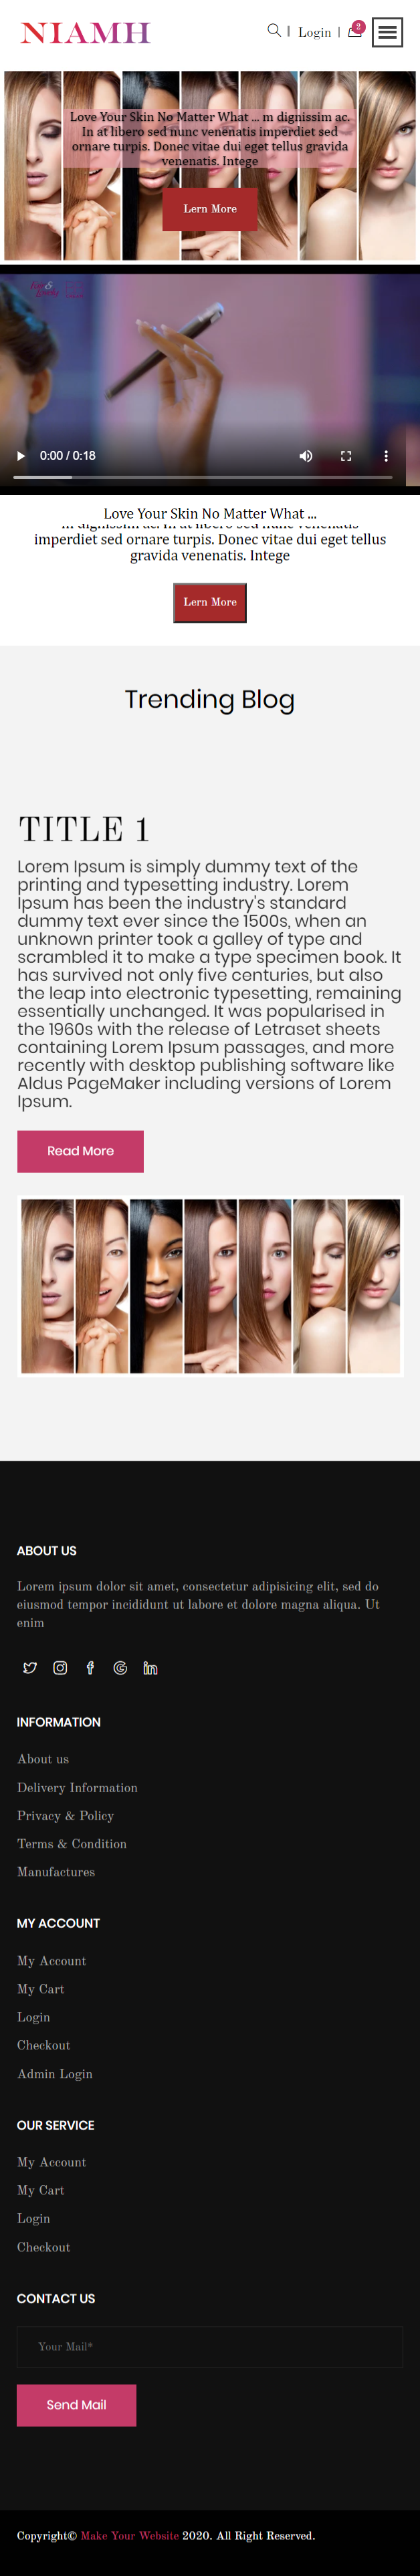 NIAMH
Login
2
Love Your Skin No Matter What ... m dignissim ac.
In at libero sed nunc venenatis imperdiet sed
ornare turpis. Donec vitae dui eget tellus gravida
venenatis. Intege
Lern More
0:00 / 0:18
Love Your Skin No Matter What ...
m dignissim ac. In at libero sed nunc venenatis
imperdiet sed ornare turpis. Donec vitae dui eget tellus
gravida venenatis. Intege
Lern More
Trending Blog
TITLE 1
Lorem Ipsum is simply dummy text of the
printing and typesetting industry. Lorem
Ipsum has been the industry's standard
dummy text ever since the 1500s, when an
unknown printer took a galley of type and
scrambled it to make a type specimen book. It
has survived not only five centuries, but also
the leap into electronic typesetting, remaining
essentially unchanged. It was popularised in
the 1960s with the release of Letraset sheets
containing Lorem Ipsum passages, and more
recently with desktop publishing software like
Aldus PageMaker including versions of Lorem
Ipsum.
Read More
ABOUT US
Lorem ipsum dolor sit amet, consectetur adipisicing elit, sed do
eiusmod tempor incididunt ut labore et dolore magna aliqua. Ut
enim
INFORMATION
About us
Delivery Information
Privacy & Policy
Terms & Condition
Manufactures
MY ACCOUNT
My Account
My Cart
Login
Checkout
Admin Login
OUR SERVICE
My Account
My Cart
Login
Checkout
CONTACT US
Your Mail*
Send Mail
Copyright© Make Your Website 2020. All Right Reserved.